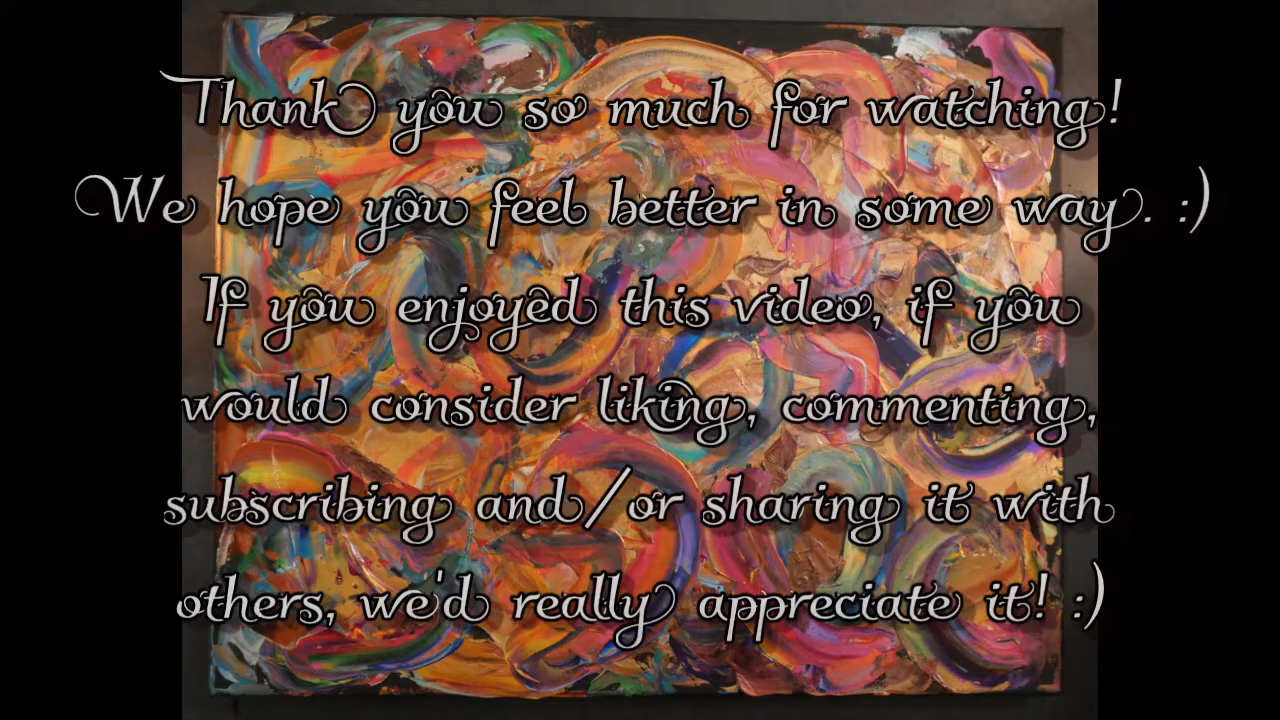 Thank you so much for watching!
We hope you feel better in some way. :)
If you enjoyed this video, if you
would consider liking, commenting,
subscribing and/or sharing it with
others, we'd really appreciate it! :)